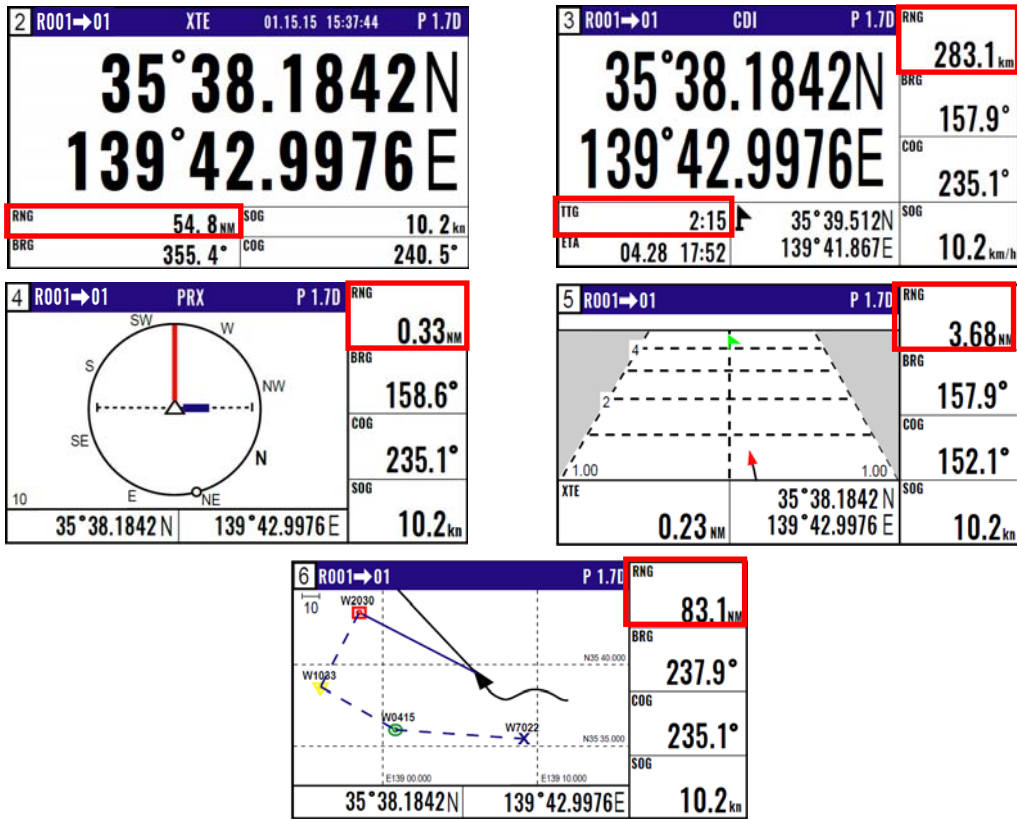 2 R001➡01 XTE 01.15.15 15:37:44 P 1.7D
35°38.1842N
139°42.9976E
RNG 54.8NM SOG 10.2kn
BRG 355.4° COG 240.5°
3 R001➡01 CDI P 1.7D
35°38.1842N
139°42.9976E
TTG 2:15 35°39.512N
ETA 04.28 17:52 139°41.867E
RNG
283.1km
BRG
157.9°
COG
235.1°
SOG
10.2km/h
4 R001➡01 PRX P 1.7D
SW W
S NW
SE N
E NE
10
35°38.1842N 139°42.9976E
RNG
0.33NM
BRG
158.6°
COG
235.1°
SOG
10.2kn
5 R001➡01 P 1.7D
4
2
1.00 1.00
XTE 0.23NM
35°38.1842N
139°42.9976E
RNG
3.68NM
BRG
157.9°
COG
152.1°
SOG
10.2kn
6 R001➡01 P 1.7D
10 W2030
N35 40.000
W1033
W0415 W7022
N35 35.000
E139 00.000 E139 10.000
35°38.1842N 139°42.9976E
RNG
83.1NM
BRG
237.9°
COG
235.1°
SOG
10.2kn